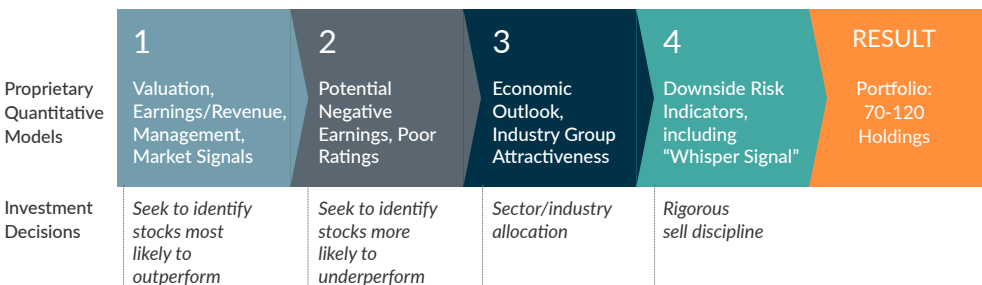 1
2
3
4
RESULT
Proprietary
Quantitative
Models
Valuation,
Earnings/Revenue,
Management,
Market Signals
Potential
Negative
Earnings, Poor
Ratings
Economic
Outlook,
Industry Group
Attractiveness
Downside Risk
Indicators,
including
“Whisper Signal”
Portfolio:
70-120
Holdings
Investment
Decisions
Seek to identify
stocks most
likely to
outperform
Seek to identify
stocks more
likely to
underperform
Sector/industry
allocation
Rigorous
sell discipline